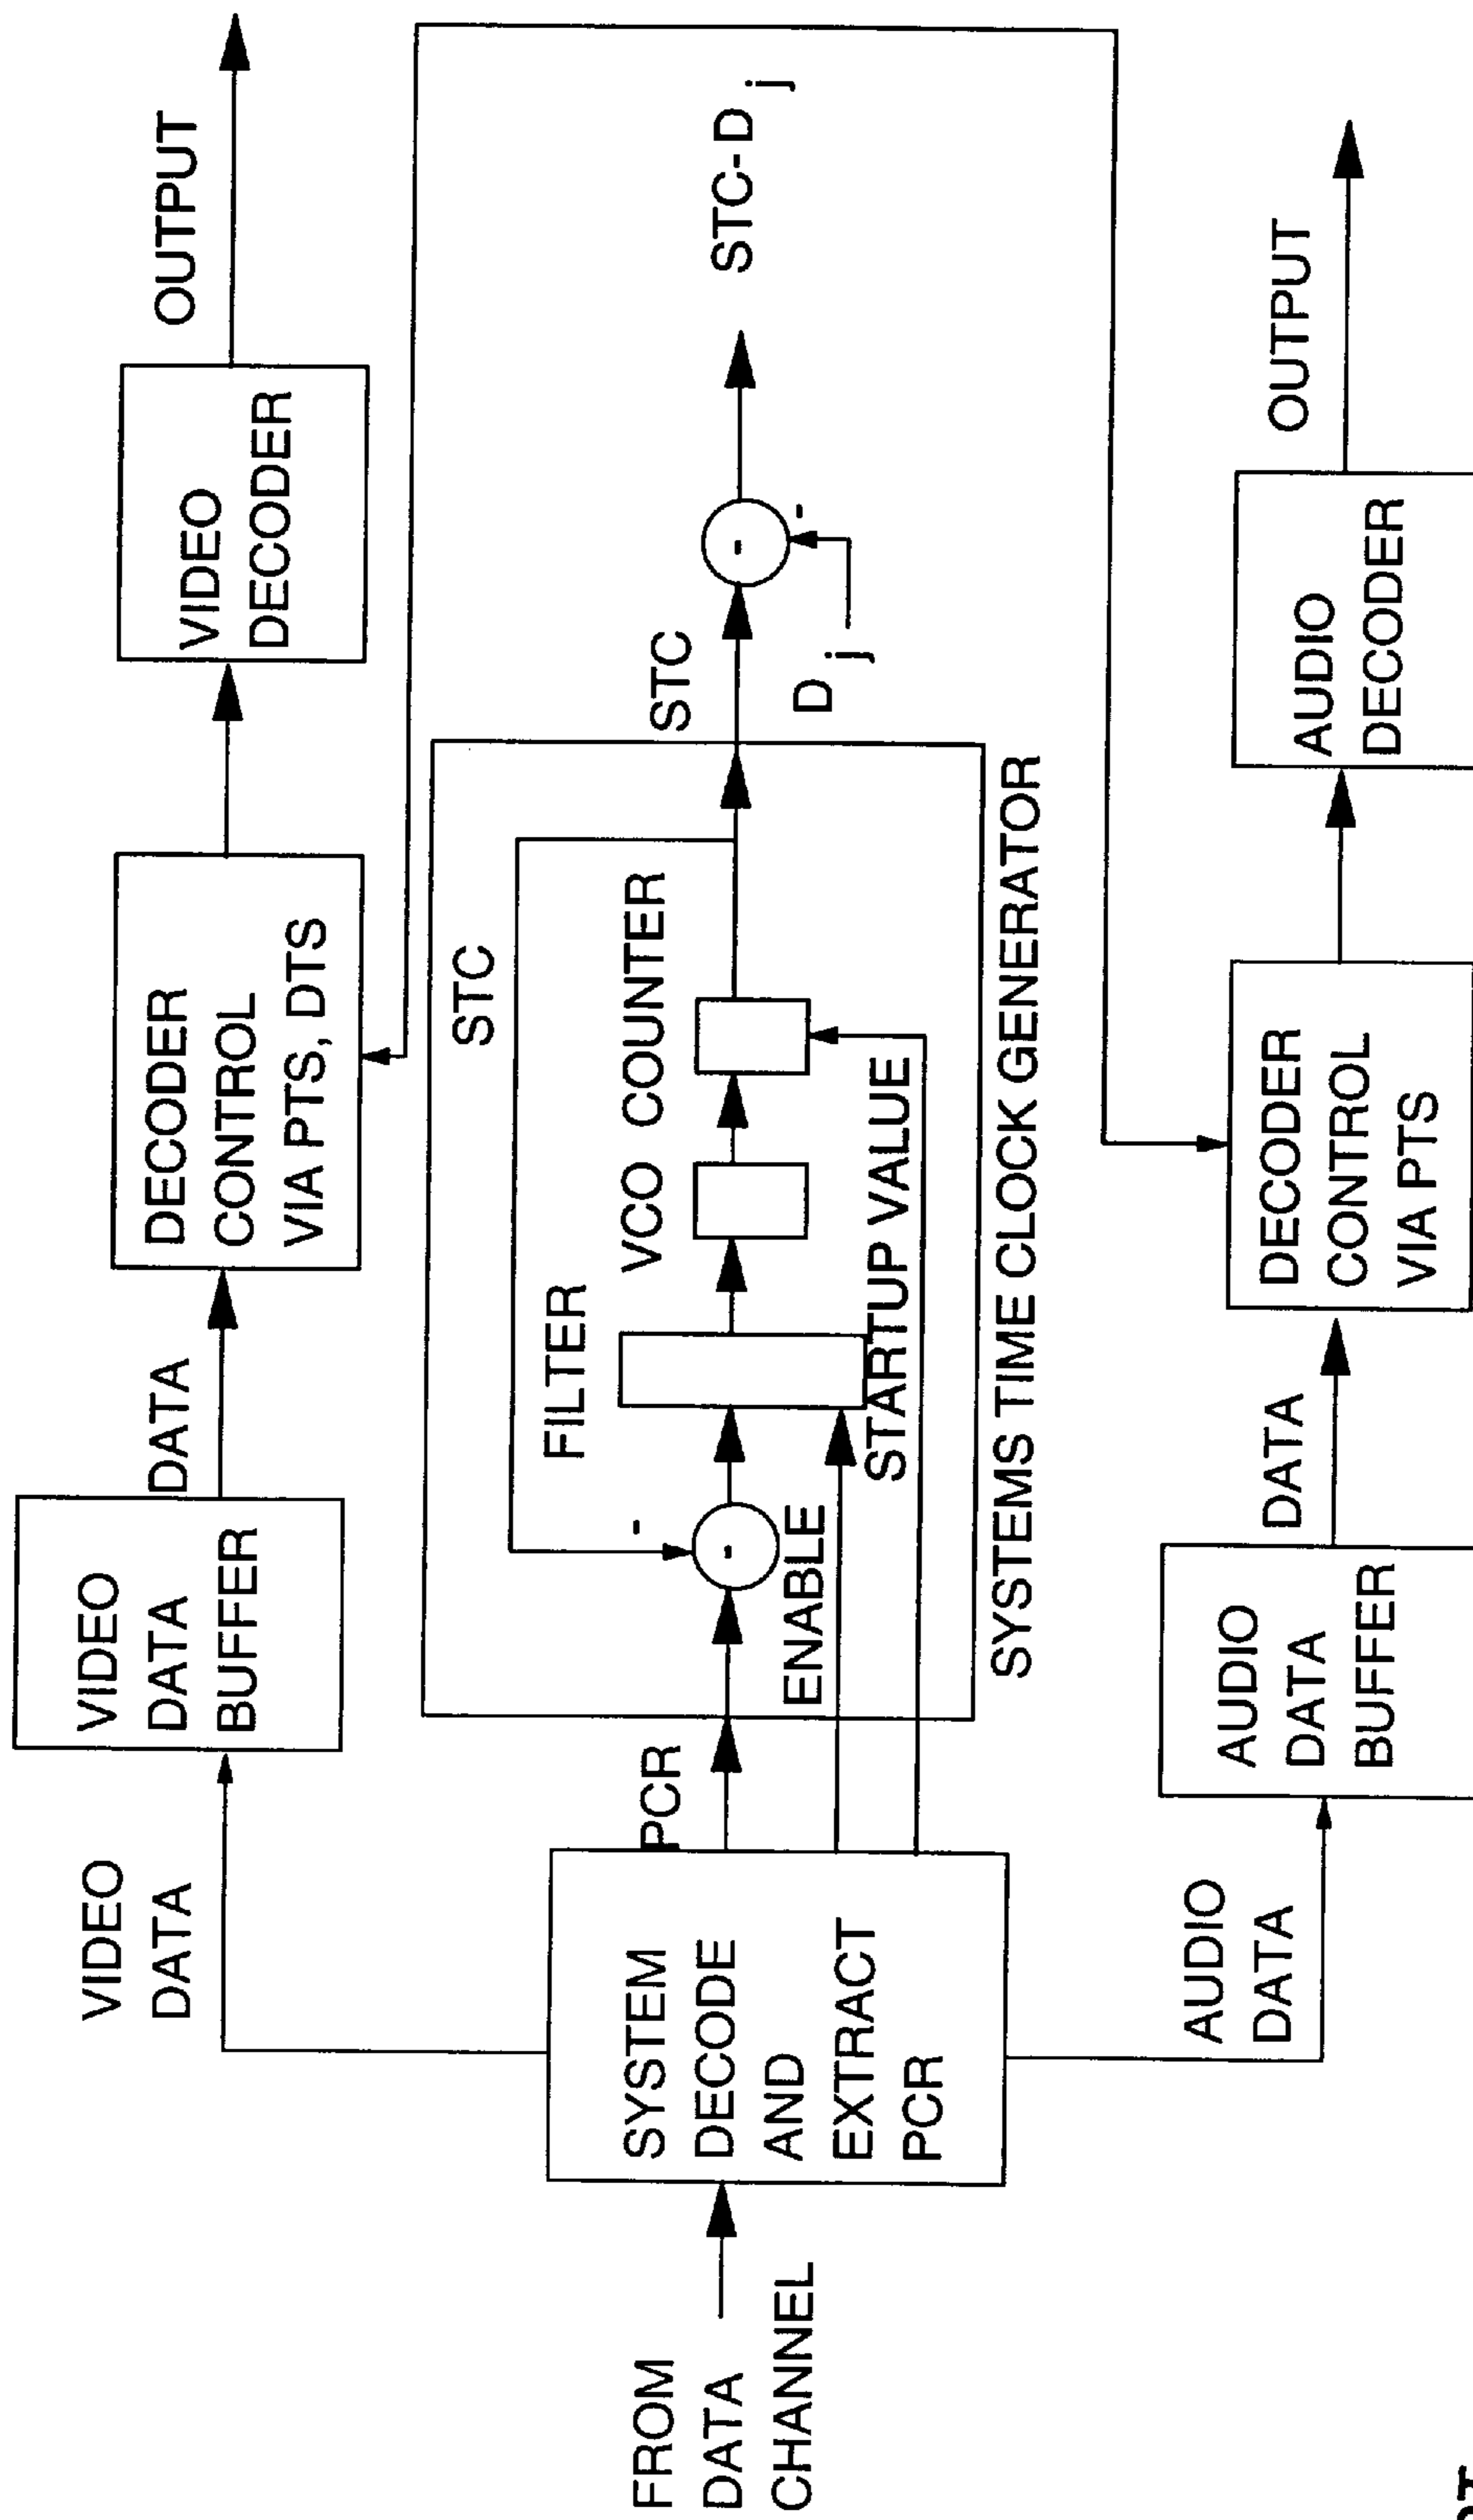 VIDEO
DATA
VIDEO
DATA
BUFFER
DATA
DECODER
CONTROL
VIA PTS, DTS
VIDEO
DECODER
OUTPUT
FROM
DATA
CHANNEL
SYSTEM
DECODE
AND
EXTRACT
PCR
PCR
STC
FILTER
VCO
COUNTER
-
-
ENABLE
STARTUP VALUE
SYSTEMS TIME CLOCK GENERATOR
STC
-
-
D j
STC-D j
AUDIO
DATA
AUDIO
DATA
BUFFER
DATA
DECODER
CONTROL
VIA PTS
AUDIO
DECODER
OUTPUT